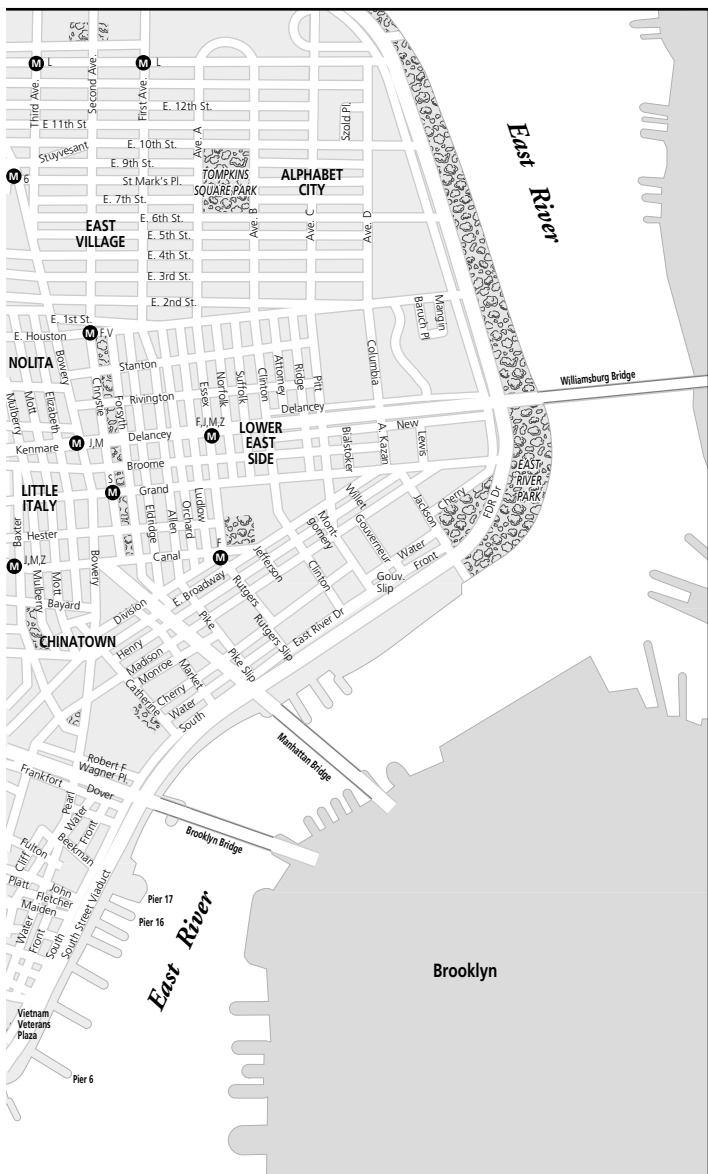 M L
M L
Third Ave.
Second Ave.
First Ave.
E. 12th St.
E 11th St
Ave. A
Szold Pl.
East River
Stuyvesant
E. 10th St.
E. 9th St.
M 6
St Mark's Pl.
TOMPKINS
SQUARE PARK
ALPHABET
CITY
E. 7th St.
E. 6th St.
EAST
VILLAGE
E. 5th St.
Ave. B
Ave. C
Ave. D
E. 4th St.
E. 3rd St.
E. 2nd St.
Baruch Pl
Mangin
E. 1st St.
M F,V
E. Houston
NOLITA
Bowery
Stanton
Columbia
Williamsburg Bridge
Mulberry
Mott
Elizabeth
Chrystie
Forsyth
Rivington
Essex
Norfolk
Suffolk
Clinton
Attorney
Ridge
Pitt
Delancey
F,J,M,Z
M
LOWER
EAST
SIDE
New
Kenmare
M J,M
Delancey
Bialstoker
A. Kazan
Lewis
Broome
S
M
Grand
EAST
RIVER
PARK
LITTLE
ITALY
Willet
Jackson
Cherry
FDR Dr
Baxter
Hester
Eldridge
Allen
Orchard
Ludlow
Mont-
gomery
Gouverneur
Water
Front
M J,M,Z
Bowery
Canal
F
M
Jefferson
Clinton
Gouv.
Slip
Mulberry
Mott
Bayard
Division
E. Broadway
Rutgers
East River Dr
CHINATOWN
Pike
Rutgers Slip
Henry
Madison
Monroe
Market
Pike Slip
Catherine
Cherry
Water
South
Manhattan Bridge
Robert F
Wagner Pl.
Frankfort
Dover
Pearl
Water
Front
Beekman
Brooklyn Bridge
Fulton
Cliff
Platt
John
Fletcher
Maiden
Water
Front
South
South Street Viaduct
Pier 17
Pier 16
East River
Brooklyn
Vietnam
Veterans
Plaza
Pier 6